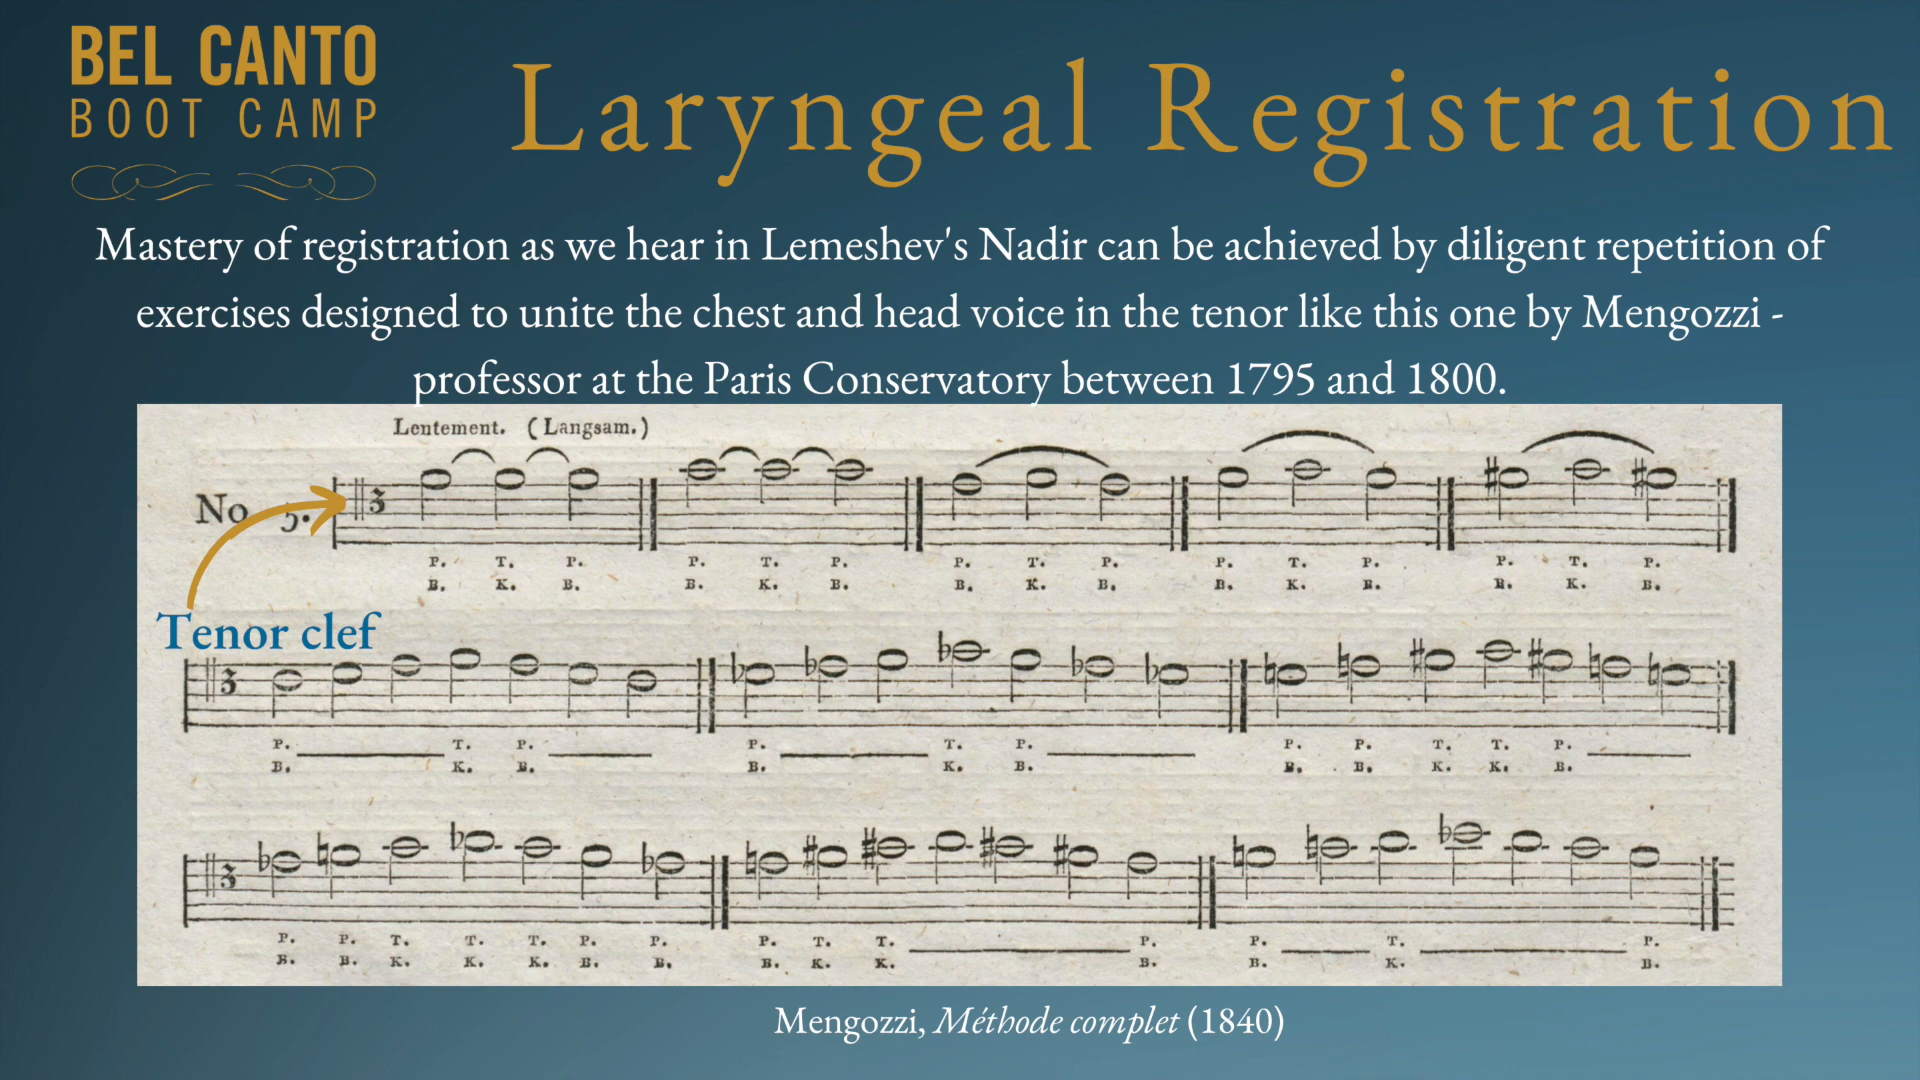 BEL CANTO
BOOT CAMP
Laryngeal Registration
Mastery of registration as we hear in Lemeshev's Nadir can be achieved by diligent repetition of
exercises designed to unite the chest and head voice in the tenor like this one by Mengozzi -
professor at the Paris Conservatory between 1795 and 1800.
Lentement. (Langsam.)
No 5.
P. T. P. P. T. P. P. T. P. P. T. P. P. T. P.
B. K. B. B. K. B. B. K. B. B. K. B. B. K. B.
Tenor clef
P. T. P. P. T. P. P. P. T. T. P.
B. K. B. B. K. B. B. B. K. K. B.
P. P. T. T. T. P. P. P. T. T. P. P. T. P.
B. B. K. K. K. B. B. B. K. K. B. B. K. B.
Mengozzi, Méthode complet (1840)